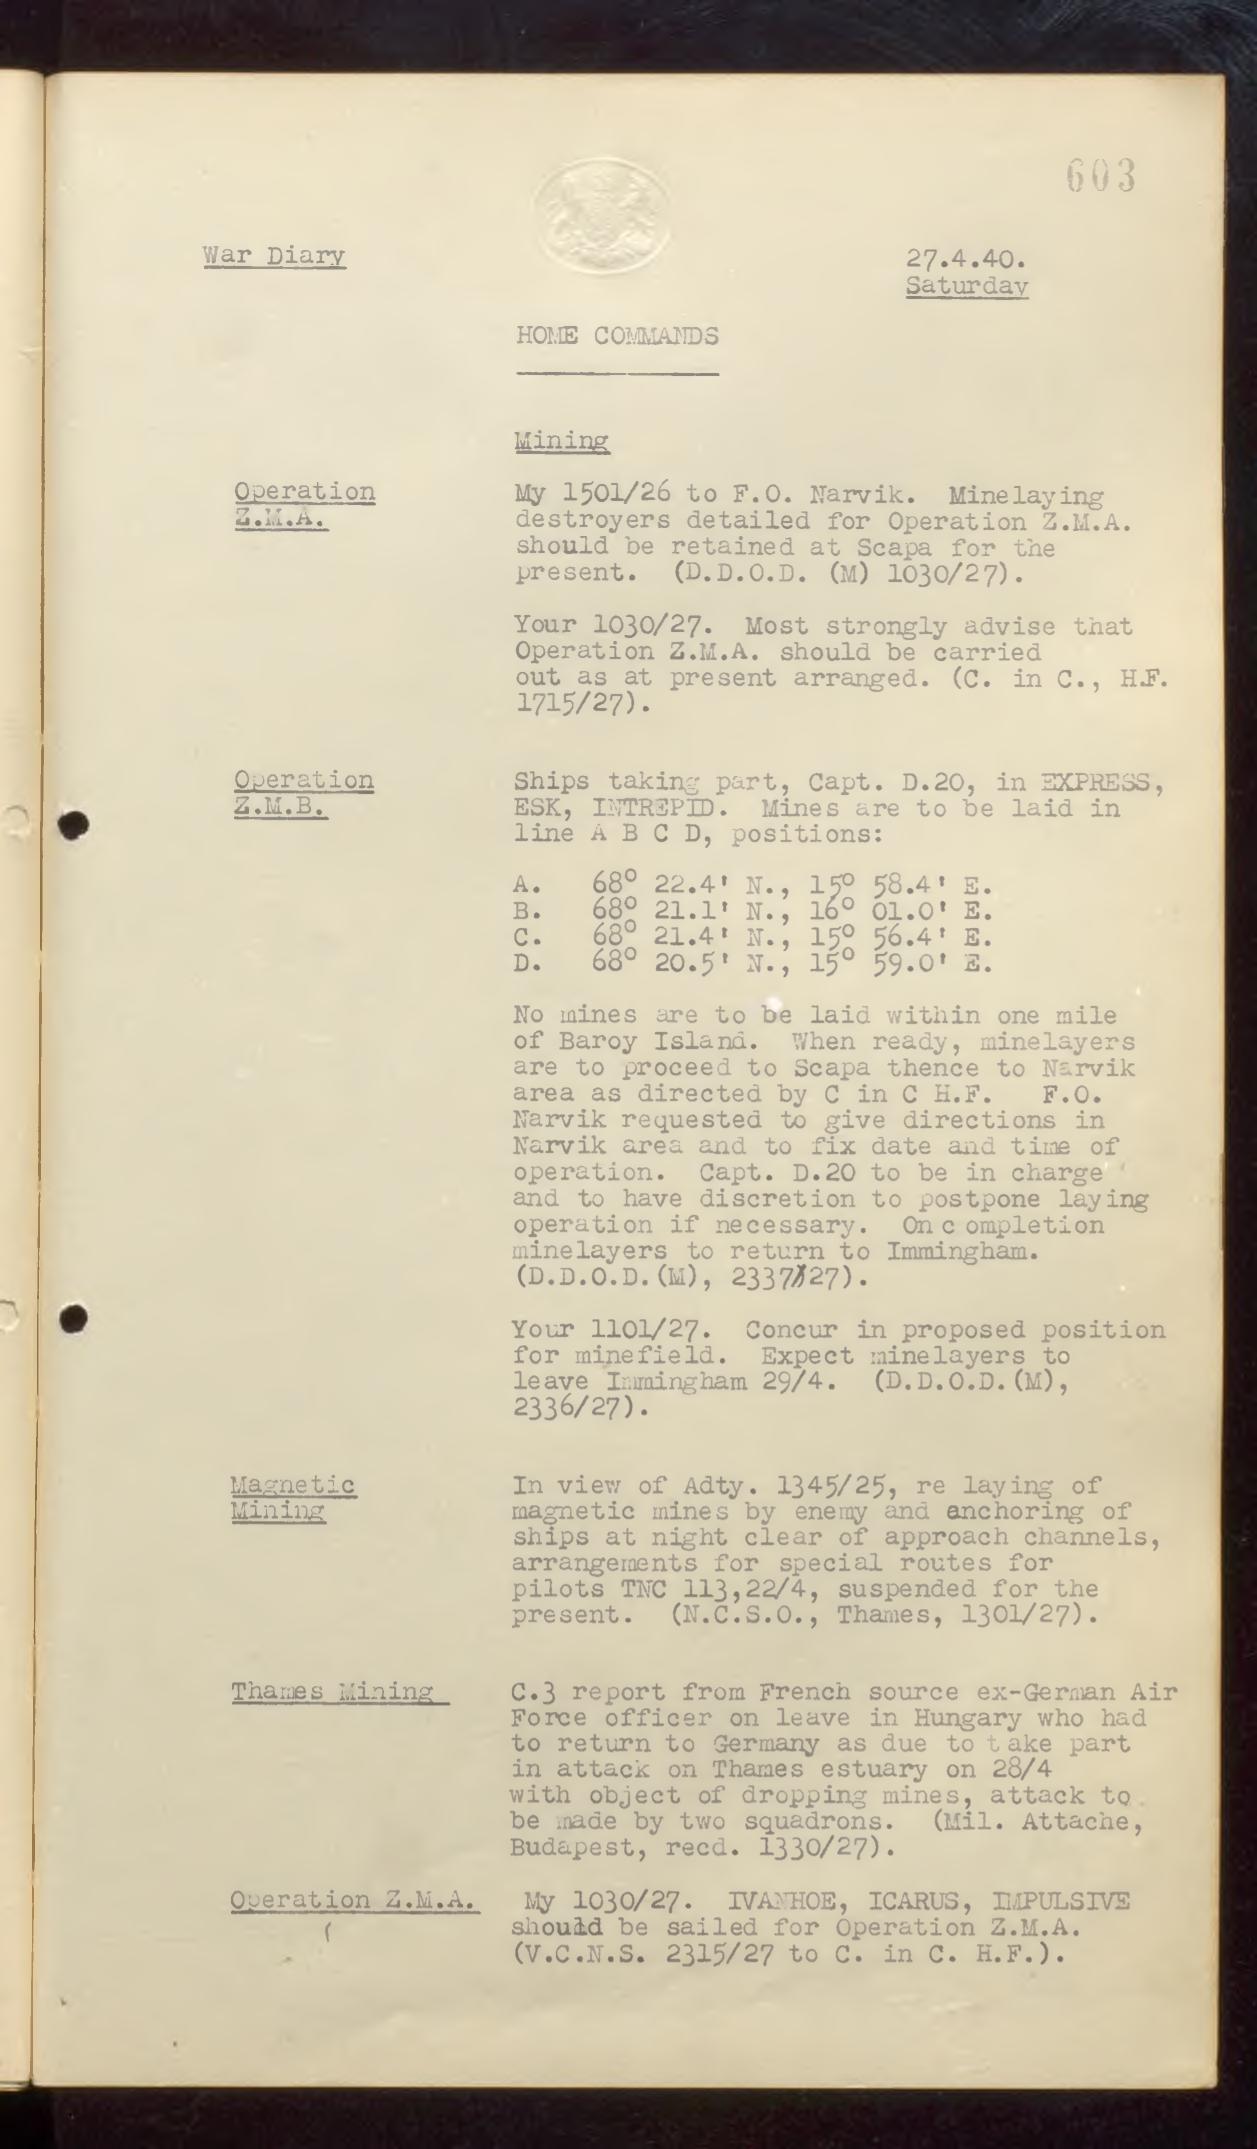 603
War Diary
27.4.40.
Saturday
HOME COMMANDS
Mining
Operation
Z.M.A.
My 1501/26 to F.O. Narvik. Minelaying
destroyers detailed for Operation Z.M.A.
should be retained at Scapa for the
present. (D.D.O.D. (M) 1030/27).
Your 1030/27. Most strongly advise that
Operation Z.M.A. should be carried
out as at present arranged. (C. in C., H.F.
1715/27).
Operation
Z.M.B.
Ships taking part, Capt. D.20, in EXPRESS,
ESK, INTREPID. Mines are to be laid in
line A B C D, positions:
A. 68° 22.4' N., 15° 58.4' E.
B. 68° 21.1' N., 16° 01.0' E.
C. 68° 21.4' N., 15° 56.4' E.
D. 68° 20.5' N., 15° 59.0' E.
No mines are to be laid within one mile
of Baroy Island. When ready, minelayers
are to proceed to Scapa thence to Narvik
area as directed by C in C H.F. F.O.
Narvik requested to give directions in
Narvik area and to fix date and time of
operation. Capt. D.20 to be in charge
and to have discretion to postpone laying
operation if necessary. On c ompletion
minelayers to return to Immingham.
(D.D.O.D.(M), 2337/27).
Your 1101/27. Concur in proposed position
for minefield. Expect minelayers to
leave Immingham 29/4. (D.D.O.D.(M),
2336/27).
Magnetic
Mining
In view of Adty. 1345/25, re laying of
magnetic mines by enemy and anchoring of
ships at night clear of approach channels,
arrangements for special routes for
pilots TNC 113,22/4, suspended for the
present. (N.C.S.O., Thames, 1301/27).
Thames Mining
C.3 report from French source ex-German Air
Force officer on leave in Hungary who had
to return to Germany as due to t ake part
in attack on Thames estuary on 28/4
with object of dropping mines, attack to
be made by two squadrons. (Mil. Attache,
Budapest, recd. 1330/27).
Operation Z.M.A.
My 1030/27. IVANHOE, ICARUS, IMPULSIVE
should be sailed for Operation Z.M.A.
(V.C.N.S. 2315/27 to C. in C. H.F.).